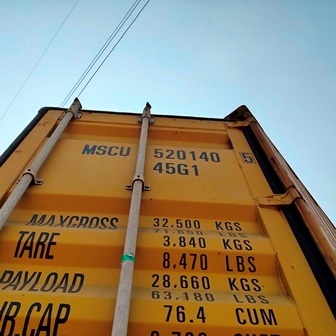 MSCU 520140 5
45G1
MAXGROSS 32.500 KGS
71.650 LBS
TARE 3.840 KGS
8,470 LBS
PAYLOAD 28.660 KGS
63.180 LBS
CAP 76.4 CUM